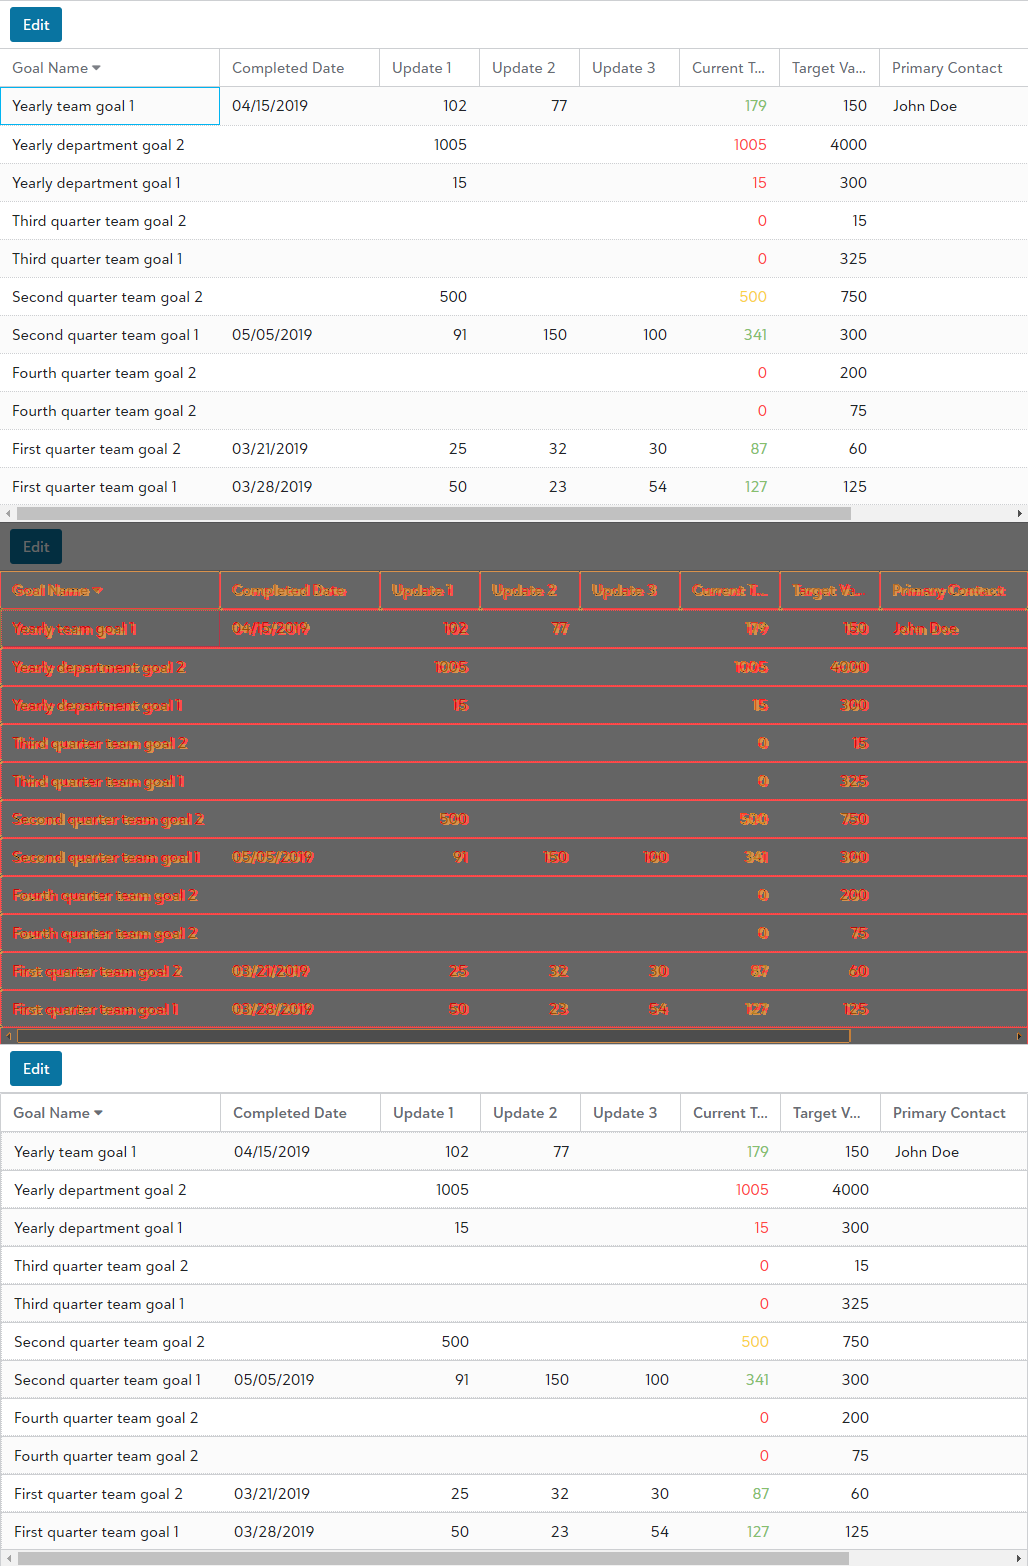 Edit
Goal Name Completed Date Update 1 Update 2 Update 3 Current T... Target Va... Primary Contact
Yearly team goal 1 04/15/2019 102 77 179 150 John Doe
Yearly department goal 2 1005 1005 4000
Yearly department goal 1 15 15 300
Third quarter team goal 2 0 15
Third quarter team goal 1 0 325
Second quarter team goal 2 500 500 750
Second quarter team goal 1 05/05/2019 91 150 100 341 300
Fourth quarter team goal 2 0 200
Fourth quarter team goal 2 0 75
First quarter team goal 2 03/21/2019 25 32 30 87 60
First quarter team goal 1 03/28/2019 50 23 54 127 125
Edit
Goal Name Completed Date Update 1 Update 2 Update 3 Current T... Target V... Primary Contact
Yearly team goal 1 04/15/2019 102 77 179 150 John Doe
Yearly department goal 2 1005 1005 4000
Yearly department goal 1 15 15 300
Third quarter team goal 2 0 15
Third quarter team goal 1 0 325
Second quarter team goal 2 500 500 750
Second quarter team goal 1 05/05/2019 91 150 100 341 300
Fourth quarter team goal 2 0 200
Fourth quarter team goal 2 0 75
First quarter team goal 2 03/21/2019 25 32 30 87 60
First quarter team goal 1 03/28/2019 50 23 54 127 125
Edit
Goal Name Completed Date Update 1 Update 2 Update 3 Current T... Target V... Primary Contact
Yearly team goal 1 04/15/2019 102 77 179 150 John Doe
Yearly department goal 2 1005 1005 4000
Yearly department goal 1 15 15 300
Third quarter team goal 2 0 15
Third quarter team goal 1 0 325
Second quarter team goal 2 500 500 750
Second quarter team goal 1 05/05/2019 91 150 100 341 300
Fourth quarter team goal 2 0 200
Fourth quarter team goal 2 0 75
First quarter team goal 2 03/21/2019 25 32 30 87 60
First quarter team goal 1 03/28/2019 50 23 54 127 125